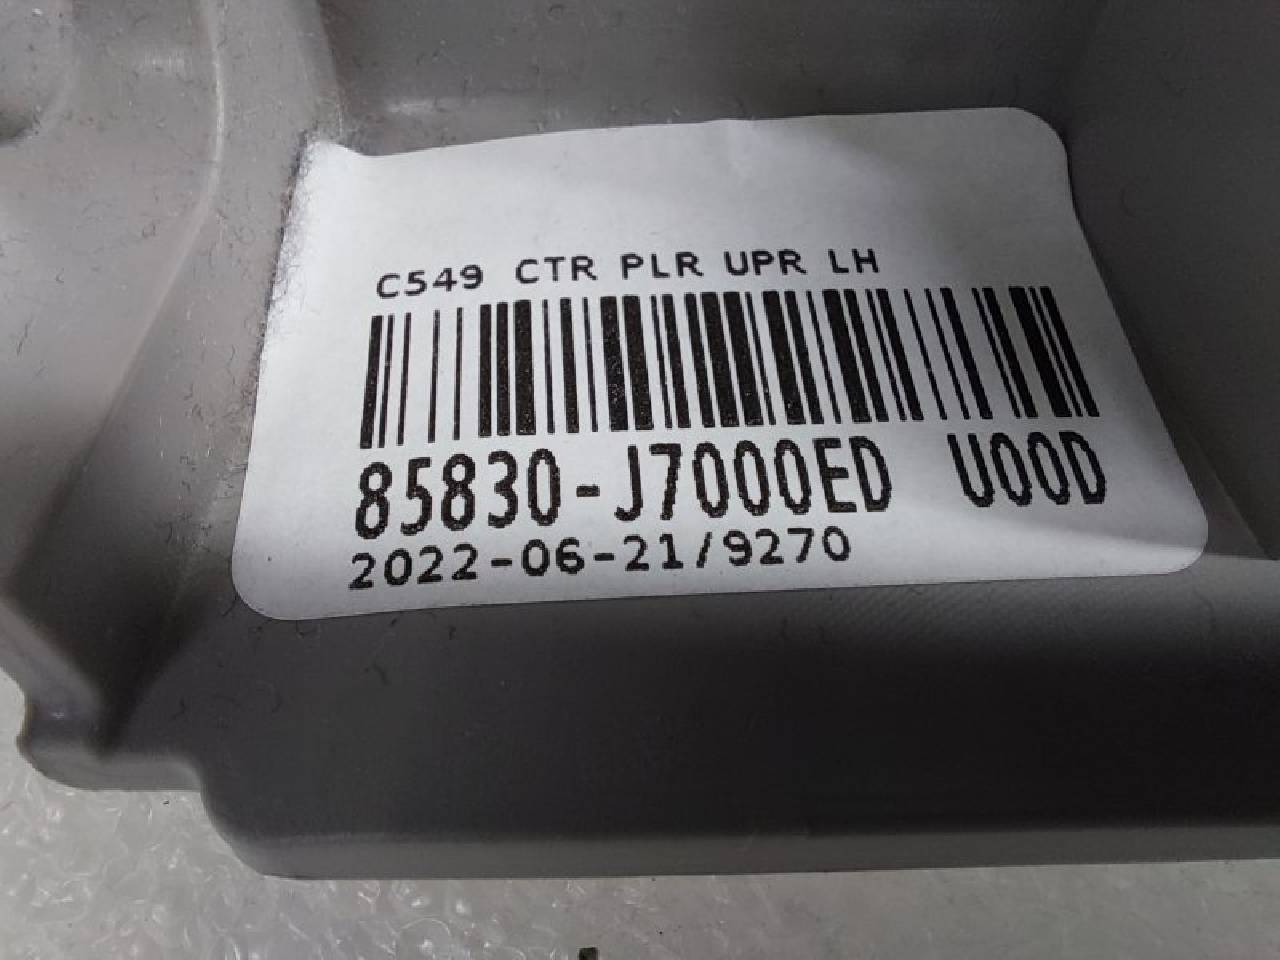 C549 CTR PLR UPR LH
85830-J7000ED U00D
2022-06-21/9270